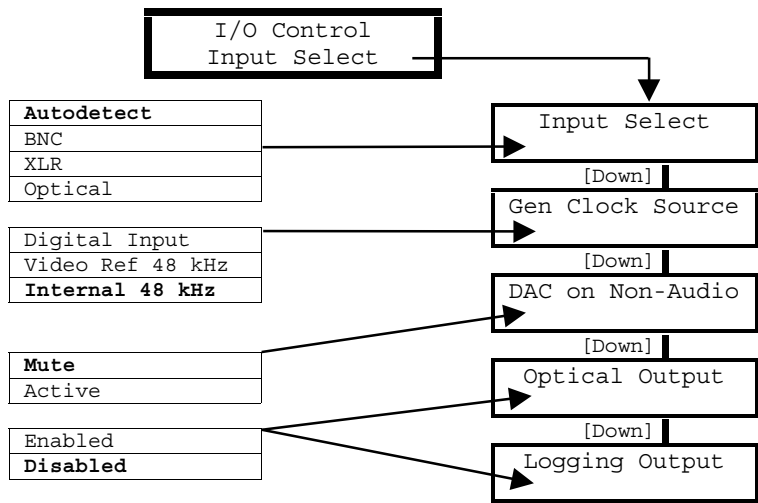 I/O Control
Input Select
Autodetect
BNC
XLR
Optical
Input Select
[Down]
Digital Input
Video Ref 48 kHz
Internal 48 kHz
Gen Clock Source
[Down]
Mute
Active
DAC on Non-Audio
[Down]
Enabled
Disabled
Optical Output
[Down]
Logging Output